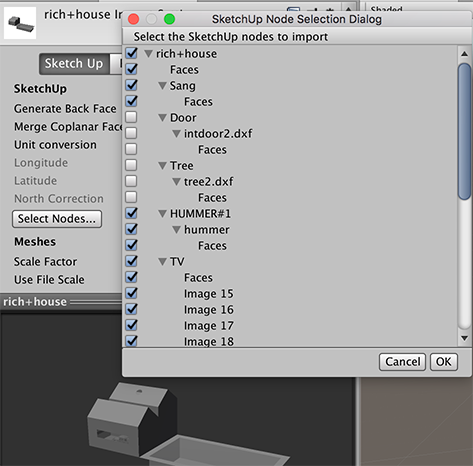 rich+house
Shaded
SketchUp Node Selection Dialog
Select the SketchUp nodes to import
Sketch Up
SketchUp
Generate Back Face
Merge Coplanar Face
Unit conversion
Longitude
Latitude
North Correction
Select Nodes...
Meshes
Scale Factor
Use File Scale
rich+house
rich+house
Faces
Sang
Faces
Door
intdoor2.dxf
Faces
Tree
tree2.dxf
Faces
HUMMER#1
hummer
Faces
TV
Faces
Image 15
Image 16
Image 17
Image 18
Cancel
OK